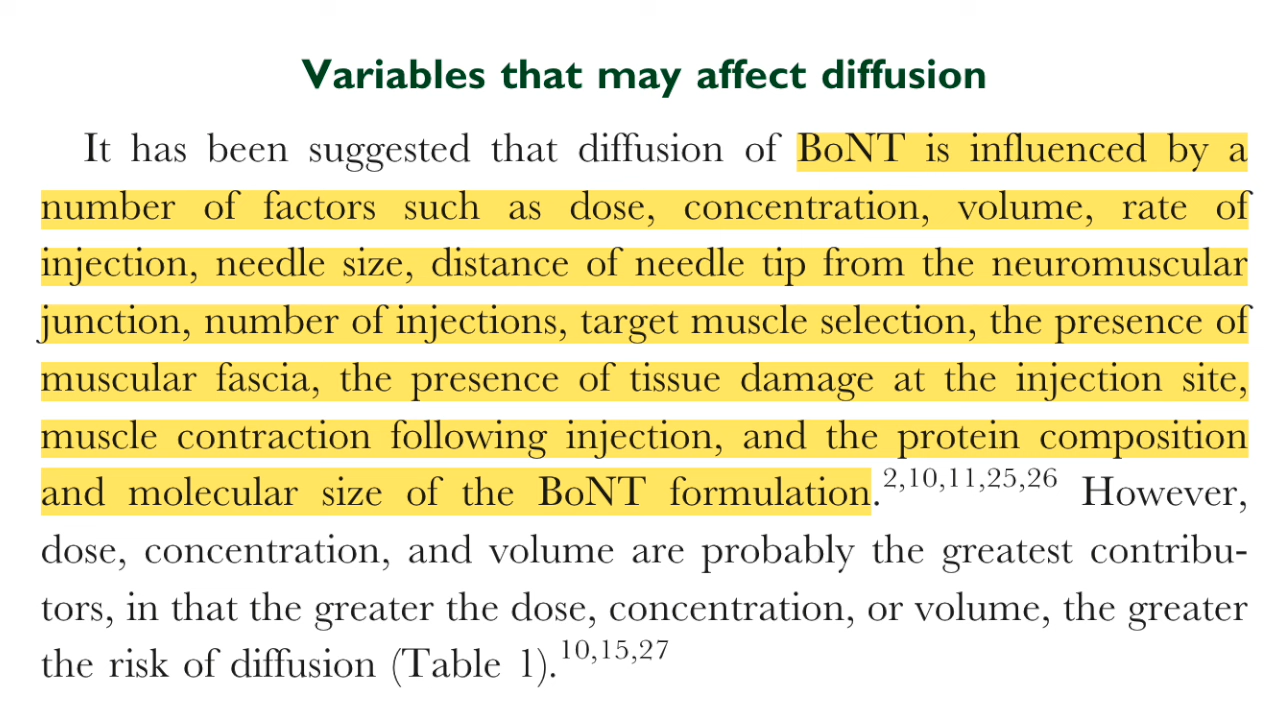 Variables that may affect diffusion
It has been suggested that diffusion of BoNT is influenced by a
number of factors such as dose, concentration, volume, rate of
injection, needle size, distance of needle tip from the neuromuscular
junction, number of injections, target muscle selection, the presence of
muscular fascia, the presence of tissue damage at the injection site,
muscle contraction following injection, and the protein composition
and molecular size of the BoNT formulation.2,10,11,25,26 However,
dose, concentration, and volume are probably the greatest contribu-
tors, in that the greater the dose, concentration, or volume, the greater
the risk of diffusion (Table 1).10,15,27